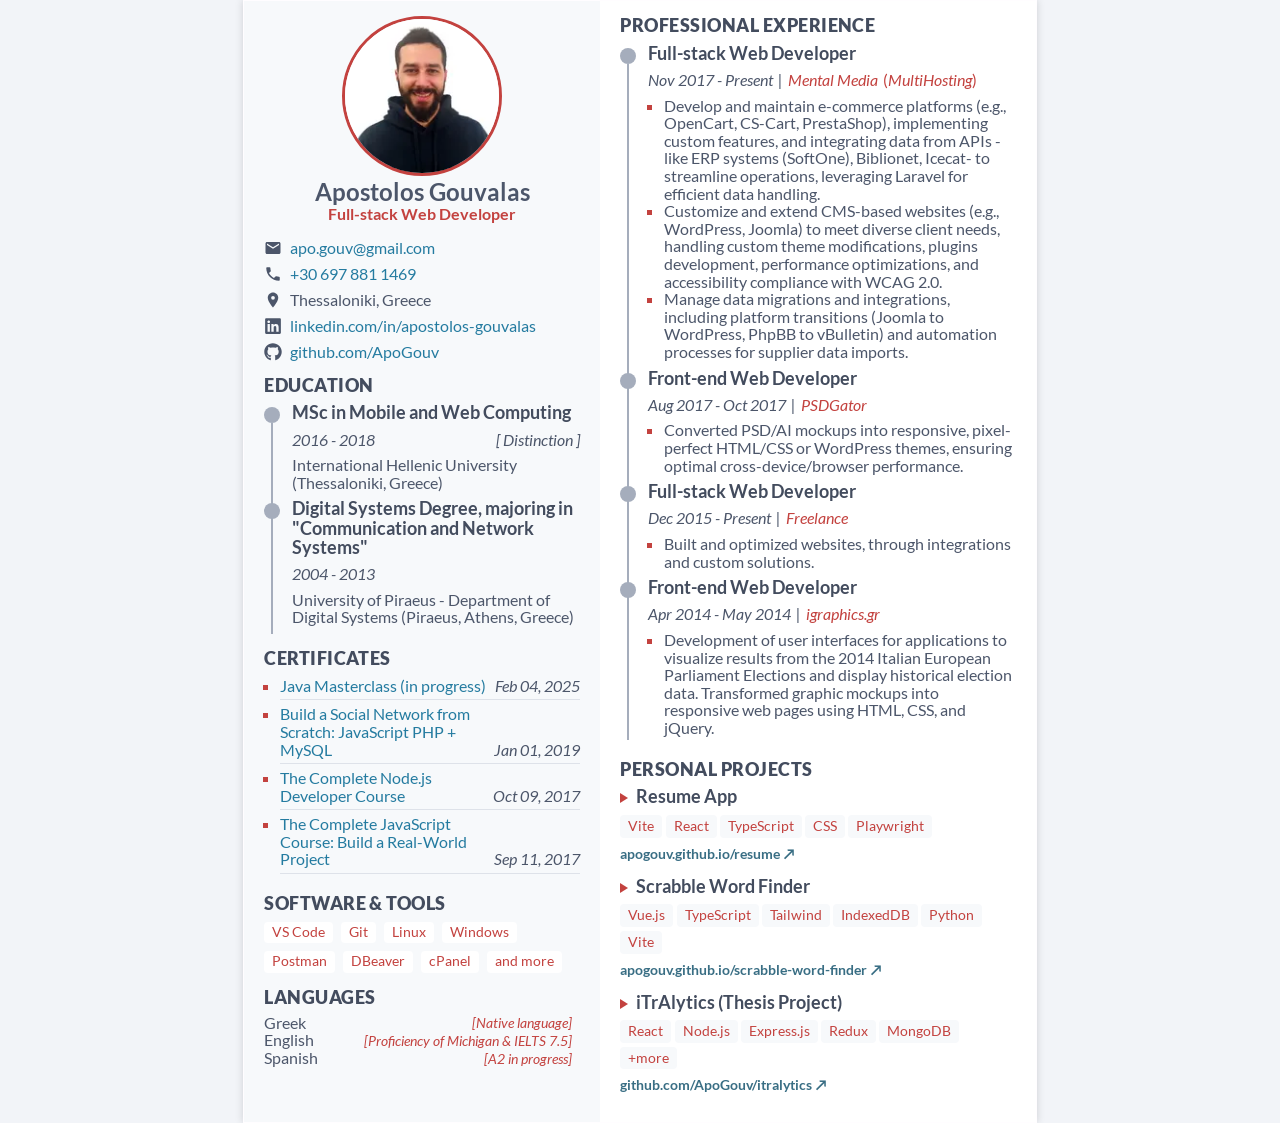 Apostolos Gouvalas
Full-stack Web Developer
apo.gouv@gmail.com
+30 697 881 1469
Thessaloniki, Greece
linkedin.com/in/apostolos-gouvalas
github.com/ApoGouv
EDUCATION
MSc in Mobile and Web Computing
2016 - 2018 [ Distinction ]
International Hellenic University
(Thessaloniki, Greece)
Digital Systems Degree, majoring in
"Communication and Network
Systems"
2004 - 2013
University of Piraeus - Department of
Digital Systems (Piraeus, Athens, Greece)
CERTIFICATES
Java Masterclass (in progress) Feb 04, 2025
Build a Social Network from
Scratch: JavaScript PHP +
MySQL Jan 01, 2019
The Complete Node.js
Developer Course Oct 09, 2017
The Complete JavaScript
Course: Build a Real-World
Project Sep 11, 2017
SOFTWARE & TOOLS
VS Code Git Linux Windows
Postman DBeaver cPanel and more
LANGUAGES
Greek [Native language]
English [Proficiency of Michigan & IELTS 7.5]
Spanish [A2 in progress]
PROFESSIONAL EXPERIENCE
Full-stack Web Developer
Nov 2017 - Present | Mental Media (MultiHosting)
Develop and maintain e-commerce platforms (e.g.,
OpenCart, CS-Cart, PrestaShop), implementing
custom features, and integrating data from APIs -
like ERP systems (SoftOne), Biblionet, Icecat- to
streamline operations, leveraging Laravel for
efficient data handling.
Customize and extend CMS-based websites (e.g.,
WordPress, Joomla) to meet diverse client needs,
handling custom theme modifications, plugins
development, performance optimizations, and
accessibility compliance with WCAG 2.0.
Manage data migrations and integrations,
including platform transitions (Joomla to
WordPress, PhpBB to vBulletin) and automation
processes for supplier data imports.
Front-end Web Developer
Aug 2017 - Oct 2017 | PSDGator
Converted PSD/AI mockups into responsive, pixel-
perfect HTML/CSS or WordPress themes, ensuring
optimal cross-device/browser performance.
Full-stack Web Developer
Dec 2015 - Present | Freelance
Built and optimized websites, through integrations
and custom solutions.
Front-end Web Developer
Apr 2014 - May 2014 | igraphics.gr
Development of user interfaces for applications to
visualize results from the 2014 Italian European
Parliament Elections and display historical election
data. Transformed graphic mockups into
responsive web pages using HTML, CSS, and
jQuery.
PERSONAL PROJECTS
Resume App
Vite React TypeScript CSS Playwright
apogouv.github.io/resume
Scrabble Word Finder
Vue.js TypeScript Tailwind IndexedDB Python
Vite
apogouv.github.io/scrabble-word-finder
iTrAlytics (Thesis Project)
React Node.js Express.js Redux MongoDB
+more
github.com/ApoGouv/itralytics